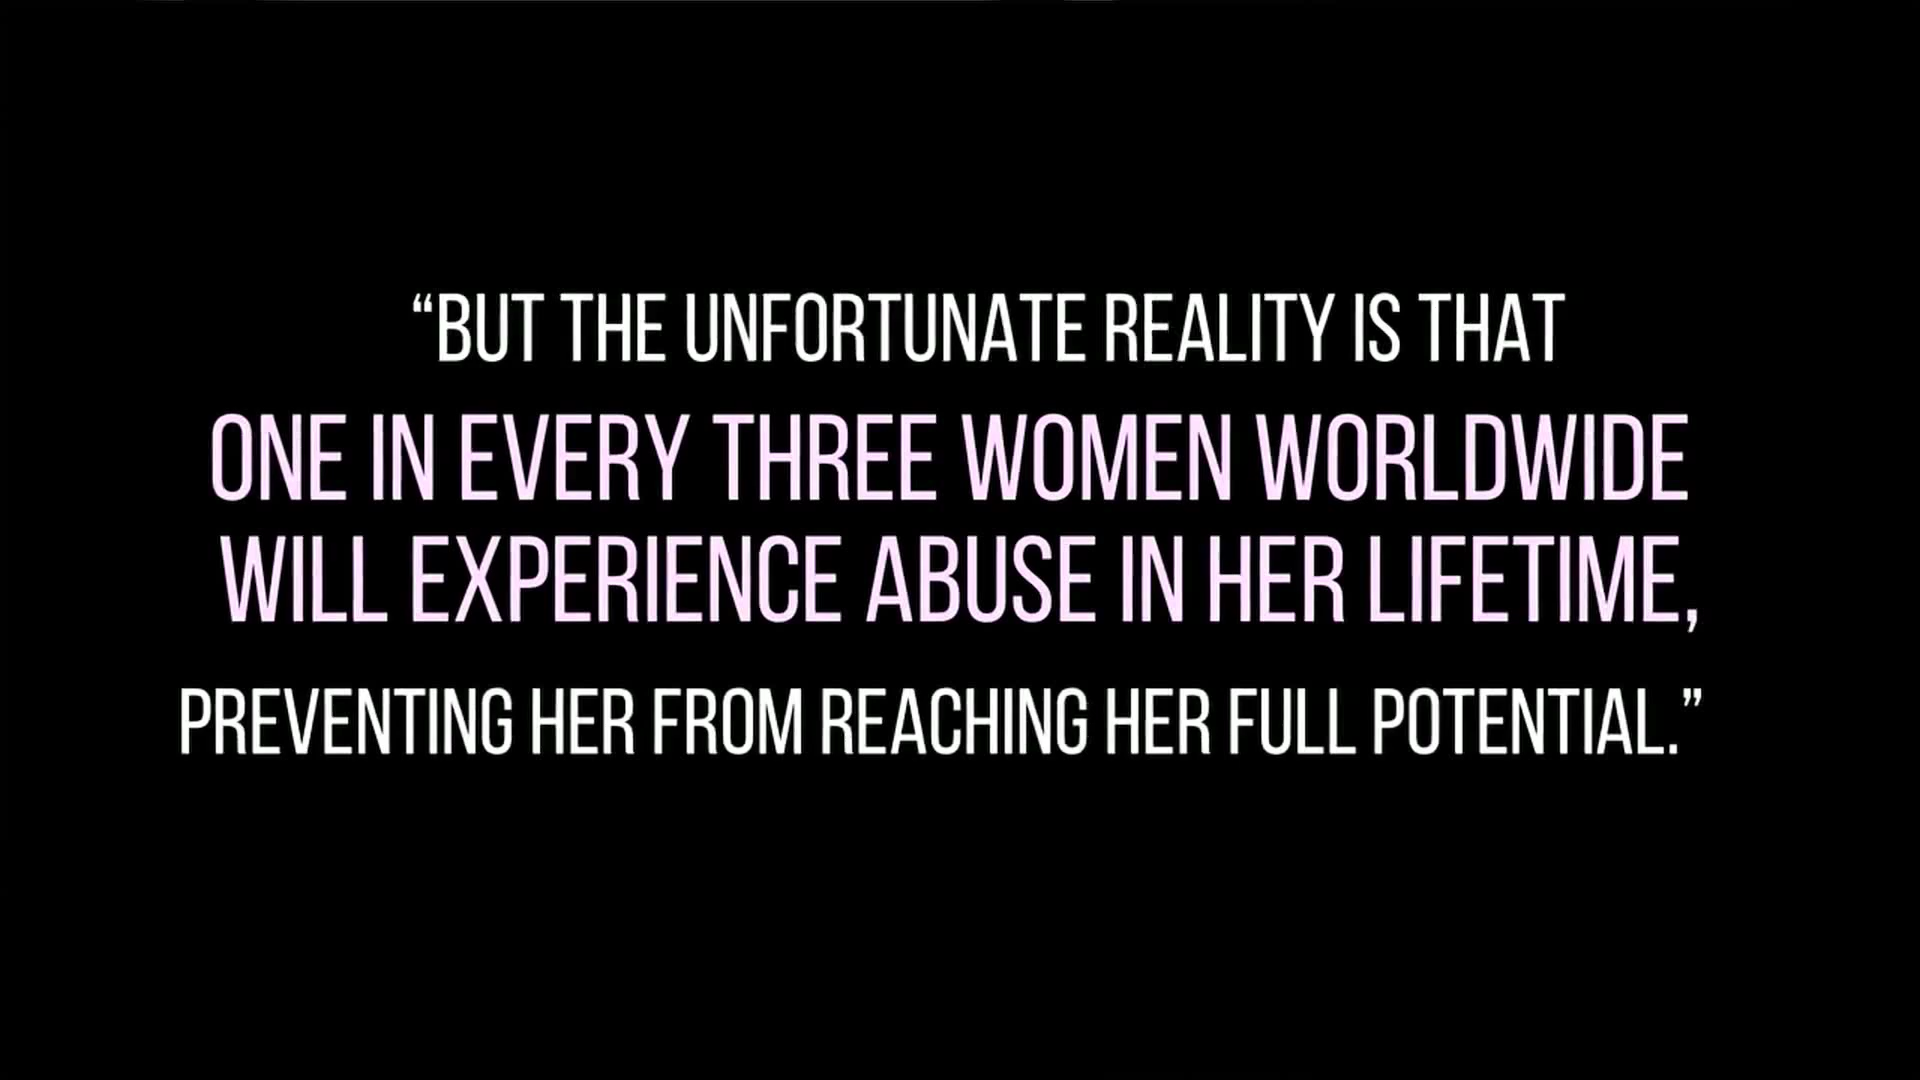 “BUT THE UNFORTUNATE REALITY IS THAT
ONE IN EVERY THREE WOMEN WORLDWIDE
WILL EXPERIENCE ABUSE IN HER LIFETIME,
PREVENTING HER FROM REACHING HER FULL POTENTIAL.”